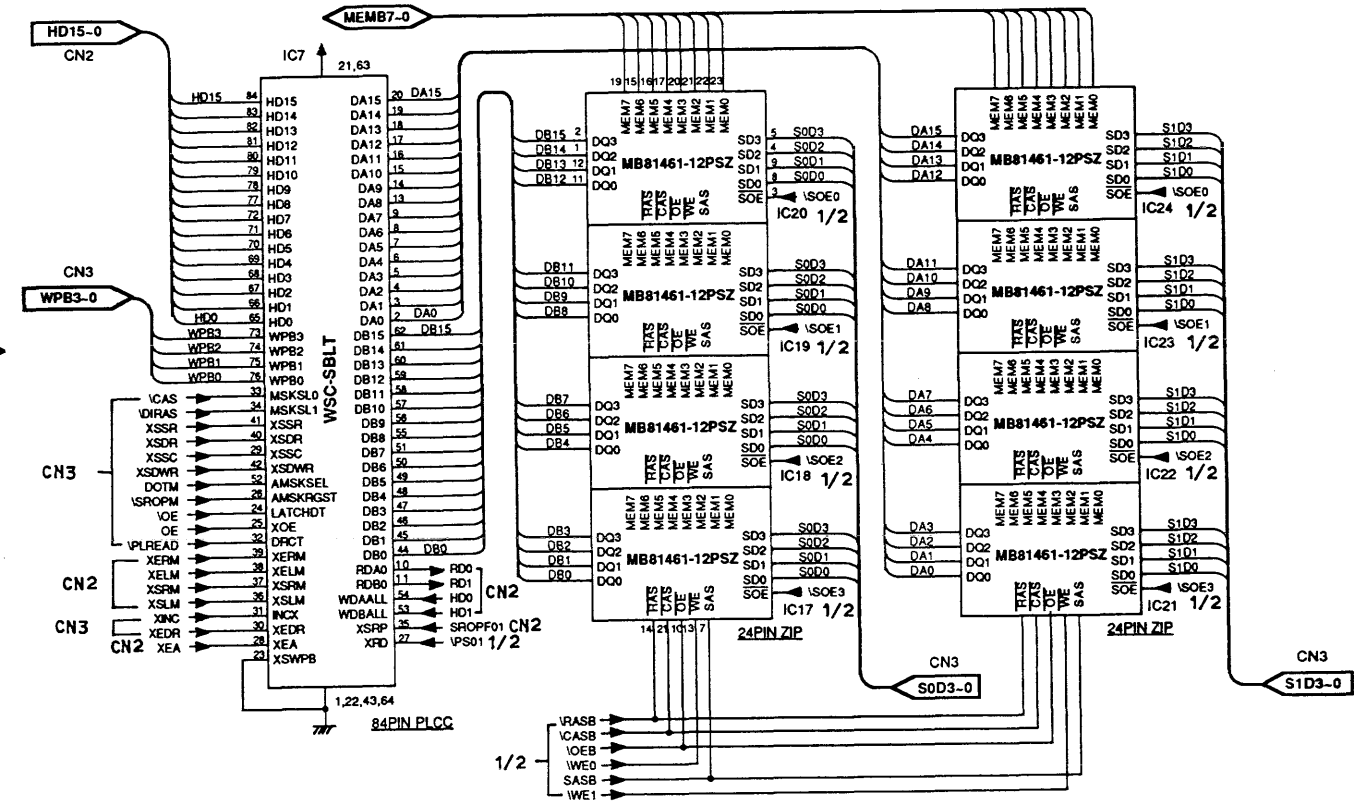 MEMB7~0
HD15~0
CN2
IC7
21,63
84PIN PLCC
WSC-SBLT
HD15 84 HD15
83 HD14
82 HD13
81 HD12
80 HD11
79 HD10
78 HD9
77 HD8
72 HD7
71 HD6
70 HD5
69 HD4
68 HD3
67 HD2
66 HD1
HD0 65 HD0
CN3
WPB3~0
WPB3 73 WPB3
WPB2 74 WPB2
WPB1 75 WPB1
WPB0 76 WPB0
CN3
\CAS 33 MSKSL0
\DIRAS 34 MSKSL1
XSSR 41 XSSR
XSDR 40 XSDR
XSSC 29 XSSC
XSDWR 42 XSDWR
DOTM 52 AMSKSEL
\SROPM 26 AMSKRGST
\OE 24 LATCHDT
OE 25 XOE
\PLREAD 32 DRCT
CN2
XERM 39 XERM
XELM 38 XELM
XSRM 37 XSRM
XSLM 36 XSLM
CN3
XINC 31 INCX
XEDR 30 XEDR
CN2 XEA 28 XEA
23 XSWPB
1,22,43,64
DA15 20 DA15
DA14 19
DA13 18
DA12 17
DA11 16
DA10 15
DA9 14
DA8 13
DA7 9
DA6 8
DA5 7
DA4 6
DA3 5
DA2 4
DA1 3
DA0 2 DA0
DB15 62 DB15
DB14 61
DB13 60
DB12 59
DB11 58
DB10 57
DB9 56
DB8 55
DB7 51
DB6 50
DB5 49
DB4 48
DB3 47
DB2 46
DB1 45
DB0 44 DB0
RDA0 10 RD0
RDB0 11 RD1
WDAALL 54 HD0
WDBALL 53 HD1
CN2
XSRP 35 SROPF01 CN2
XRD 27 \PS01 1/2
19 15 16 17 20 21 22 23
MEM7 MEM6 MEM5 MEM4 MEM3 MEM2 MEM1 MEM0
DB15 2 DQ3
DB14 1 DQ2
DB13 12 DQ1
DB12 11 DQ0
MB81461-12PSZ
RAS CAS OE WE SAS
SD3 5 S0D3
SD2 4 S0D2
SD1 9 S0D1
SD0 8 S0D0
SOE 3 \SOE0
IC20 1/2
MEM7 MEM6 MEM5 MEM4 MEM3 MEM2 MEM1 MEM0
DB11 DQ3
DB10 DQ2
DB9 DQ1
DB8 DQ0
MB81461-12PSZ
RAS CAS OE WE SAS
SD3 S0D3
SD2 S0D2
SD1 S0D1
SD0 S0D0
SOE \SOE1
IC19 1/2
MEM7 MEM6 MEM5 MEM4 MEM3 MEM2 MEM1 MEM0
DB7 DQ3
DB6 DQ2
DB5 DQ1
DB4 DQ0
MB81461-12PSZ
RAS CAS OE WE SAS
SD3 S0D3
SD2 S0D2
SD1 S0D1
SD0 S0D0
SOE \SOE2
IC18 1/2
MEM7 MEM6 MEM5 MEM4 MEM3 MEM2 MEM1 MEM0
DB3 DQ3
DB2 DQ2
DB1 DQ1
DB0 DQ0
MB81461-12PSZ
RAS CAS OE WE SAS
14 21 10 13 7
SD3 S0D3
SD2 S0D2
SD1 S0D1
SD0 S0D0
SOE \SOE3
IC17 1/2
24PIN ZIP
CN3
S0D3~0
MEM7 MEM6 MEM5 MEM4 MEM3 MEM2 MEM1 MEM0
DA15 DQ3
DA14 DQ2
DA13 DQ1
DA12 DQ0
MB81461-12PSZ
RAS CAS OE WE SAS
SD3 S1D3
SD2 S1D2
SD1 S1D1
SD0 S1D0
SOE \SOE0
IC24 1/2
MEM7 MEM6 MEM5 MEM4 MEM3 MEM2 MEM1 MEM0
DA11 DQ3
DA10 DQ2
DA9 DQ1
DA8 DQ0
MB81461-12PSZ
RAS CAS OE WE SAS
SD3 S1D3
SD2 S1D2
SD1 S1D1
SD0 S1D0
SOE \SOE1
IC23 1/2
MEM7 MEM6 MEM5 MEM4 MEM3 MEM2 MEM1 MEM0
DA7 DQ3
DA6 DQ2
DA5 DQ1
DA4 DQ0
MB81461-12PSZ
RAS CAS OE WE SAS
SD3 S1D3
SD2 S1D2
SD1 S1D1
SD0 S1D0
SOE \SOE2
IC22 1/2
MEM7 MEM6 MEM5 MEM4 MEM3 MEM2 MEM1 MEM0
DA3 DQ3
DA2 DQ2
DA1 DQ1
DA0 DQ0
MB81461-12PSZ
RAS CAS OE WE SAS
SD3 S1D3
SD2 S1D2
SD1 S1D1
SD0 S1D0
SOE \SOE3
IC21 1/2
24PIN ZIP
CN3
S1D3~0
1/2
\RASB
\CASB
\OEB
\WE0
SASB
\WE1